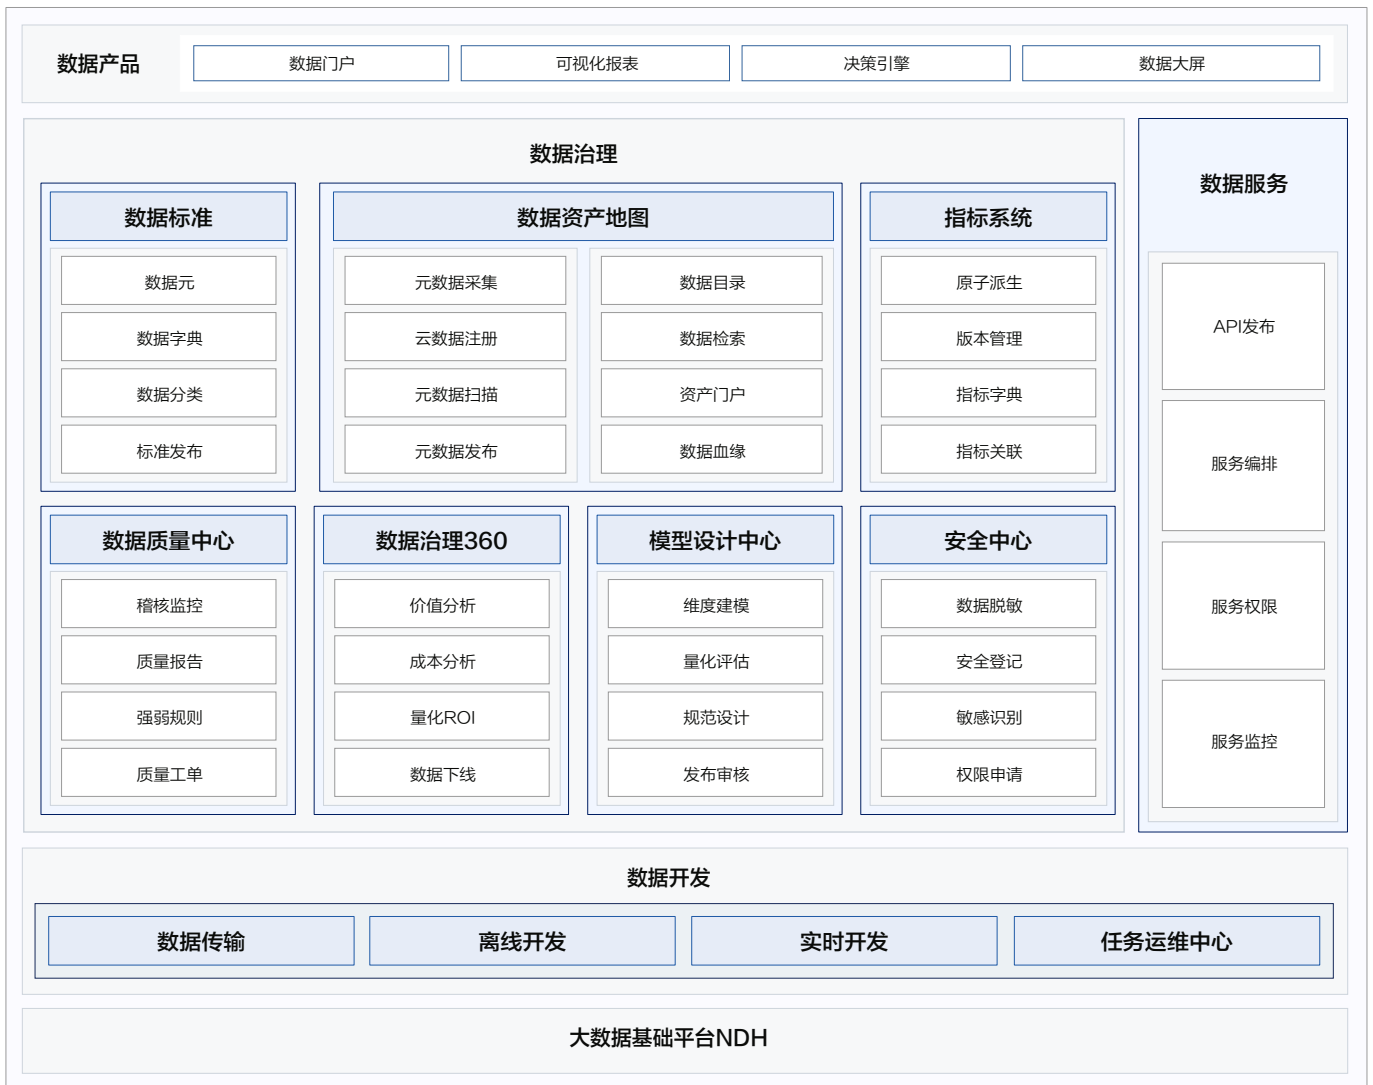 数据产品
数据门户
可视化报表
决策引擎
数据大屏
数据治理
数据标准
数据元
数据字典
数据分类
标准发布
数据资产地图
元数据采集
云数据注册
元数据扫描
元数据发布
数据目录
数据检索
资产门户
数据血缘
指标系统
原子派生
版本管理
指标字典
指标关联
数据质量中心
稽核监控
质量报告
强弱规则
质量工单
数据治理360
价值分析
成本分析
量化ROI
数据下线
模型设计中心
维度建模
量化评估
规范设计
发布审核
安全中心
数据脱敏
安全登记
敏感识别
权限申请
数据服务
API发布
服务编排
服务权限
服务监控
数据开发
数据传输
离线开发
实时开发
任务运维中心
大数据基础平台NDH